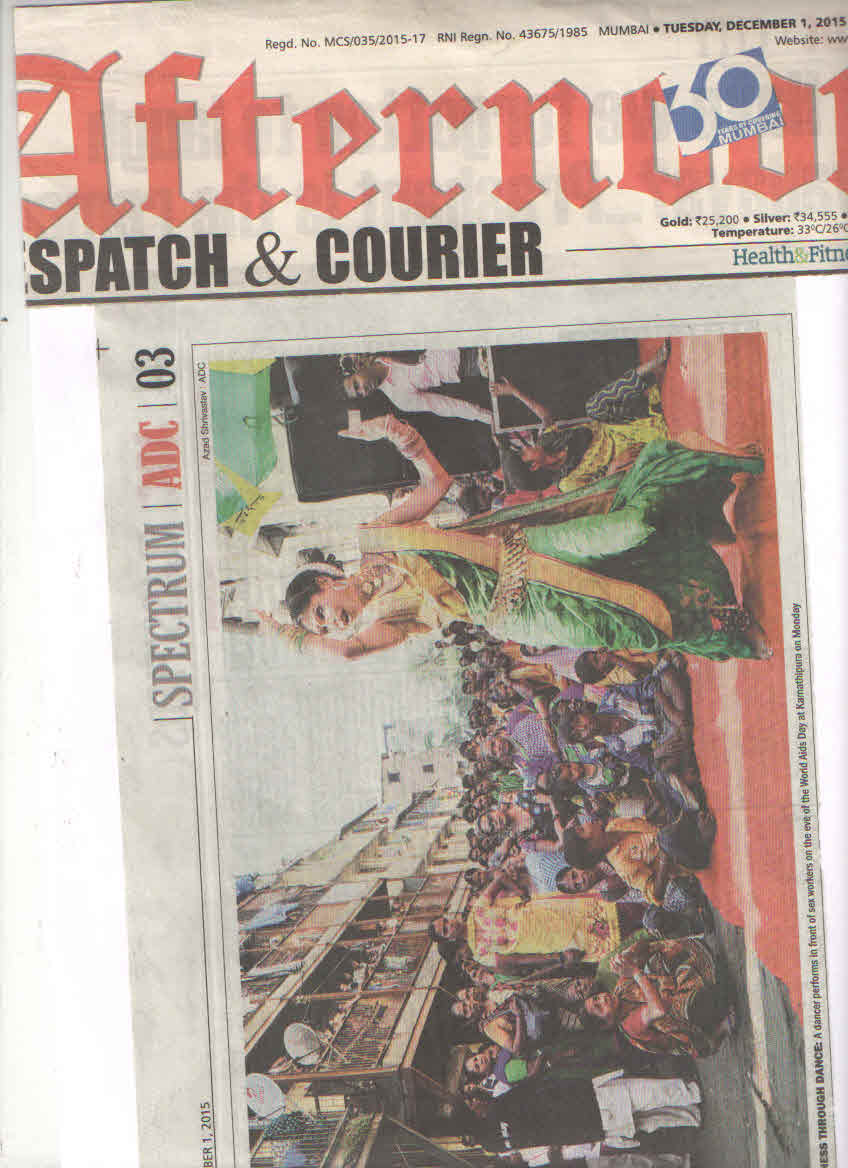 Regd. No. MCS/035/2015-17 RNI Regn. No. 43675/1985 MUMBAI • TUESDAY, DECEMBER 1, 2015
Website: ww
Afternoo
30
YEARS OF COVERING
MUMBAI
Gold: ₹25,200 • Silver: ₹34,555 •
Temperature: 33ºC/26ºC
ESPATCH & COURIER
Health&Fitne
| SPECTRUM | ADC | 03
BER 1, 2015
Azad Shrivastav : ADC
ESS THROUGH DANCE: A dancer performs in front of sex workers on the eve of the World Aids Day at Kamathipura on Monday